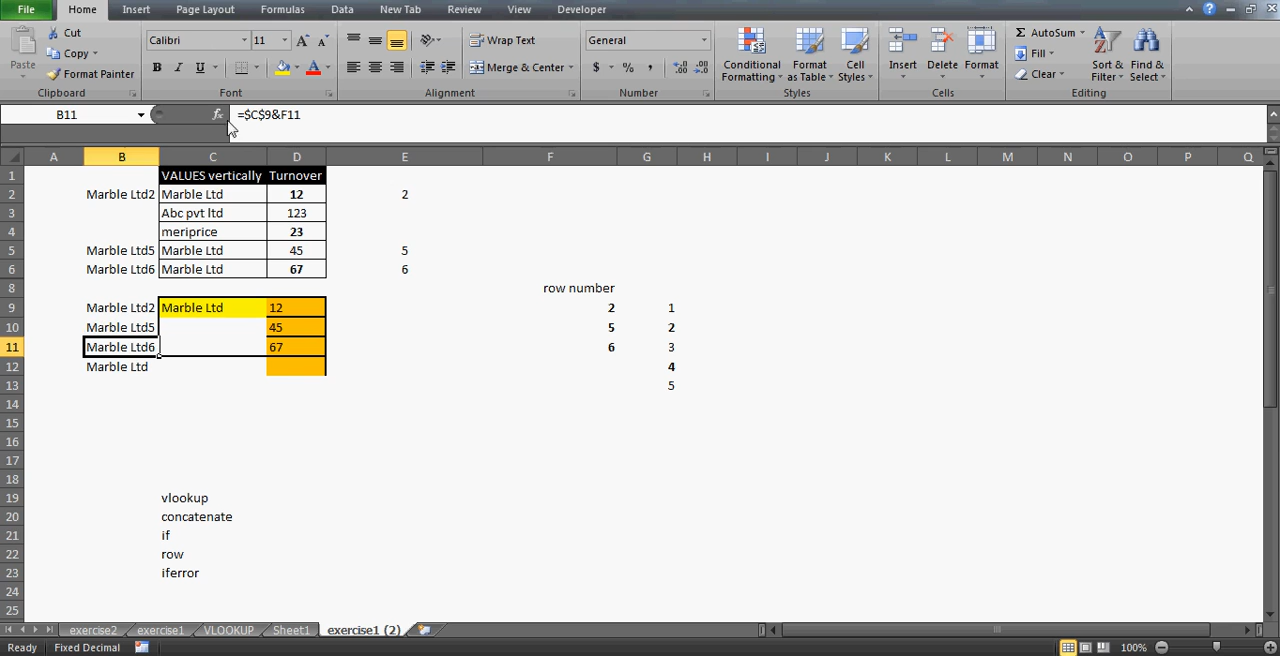 File Home Insert Page Layout Formulas Data New Tab Review View Developer
Paste Cut Copy Format Painter Clipboard
Calibri 11 A A B I U A Font
Wrap Text Merge & Center Alignment
General $ % , .00 .0 Number
Conditional Formatting Format as Table Cell Styles Styles
Insert Delete Format Cells
Σ AutoSum Fill Clear Sort & Filter Find & Select Editing
B11 fx =$C$9&F11
A B C D E F G H I J K L M N O P Q
1 VALUES vertically Turnover
2 Marble Ltd2 Marble Ltd 12 2
3 Abc pvt ltd 123
4 meriprice 23
5 Marble Ltd5 Marble Ltd 45 5
6 Marble Ltd6 Marble Ltd 67 6
8 row number
9 Marble Ltd2 Marble Ltd 12 2 1
10 Marble Ltd5 45 5 2
11 Marble Ltd6 67 6 3
12 Marble Ltd 4
13 5
14
15
16
17
18
19 vlookup
20 concatenate
21 if
22 row
23 iferror
24
25
exercise2 exercise1 VLOOKUP Sheet1 exercise1 (2)
Ready Fixed Decimal 100%